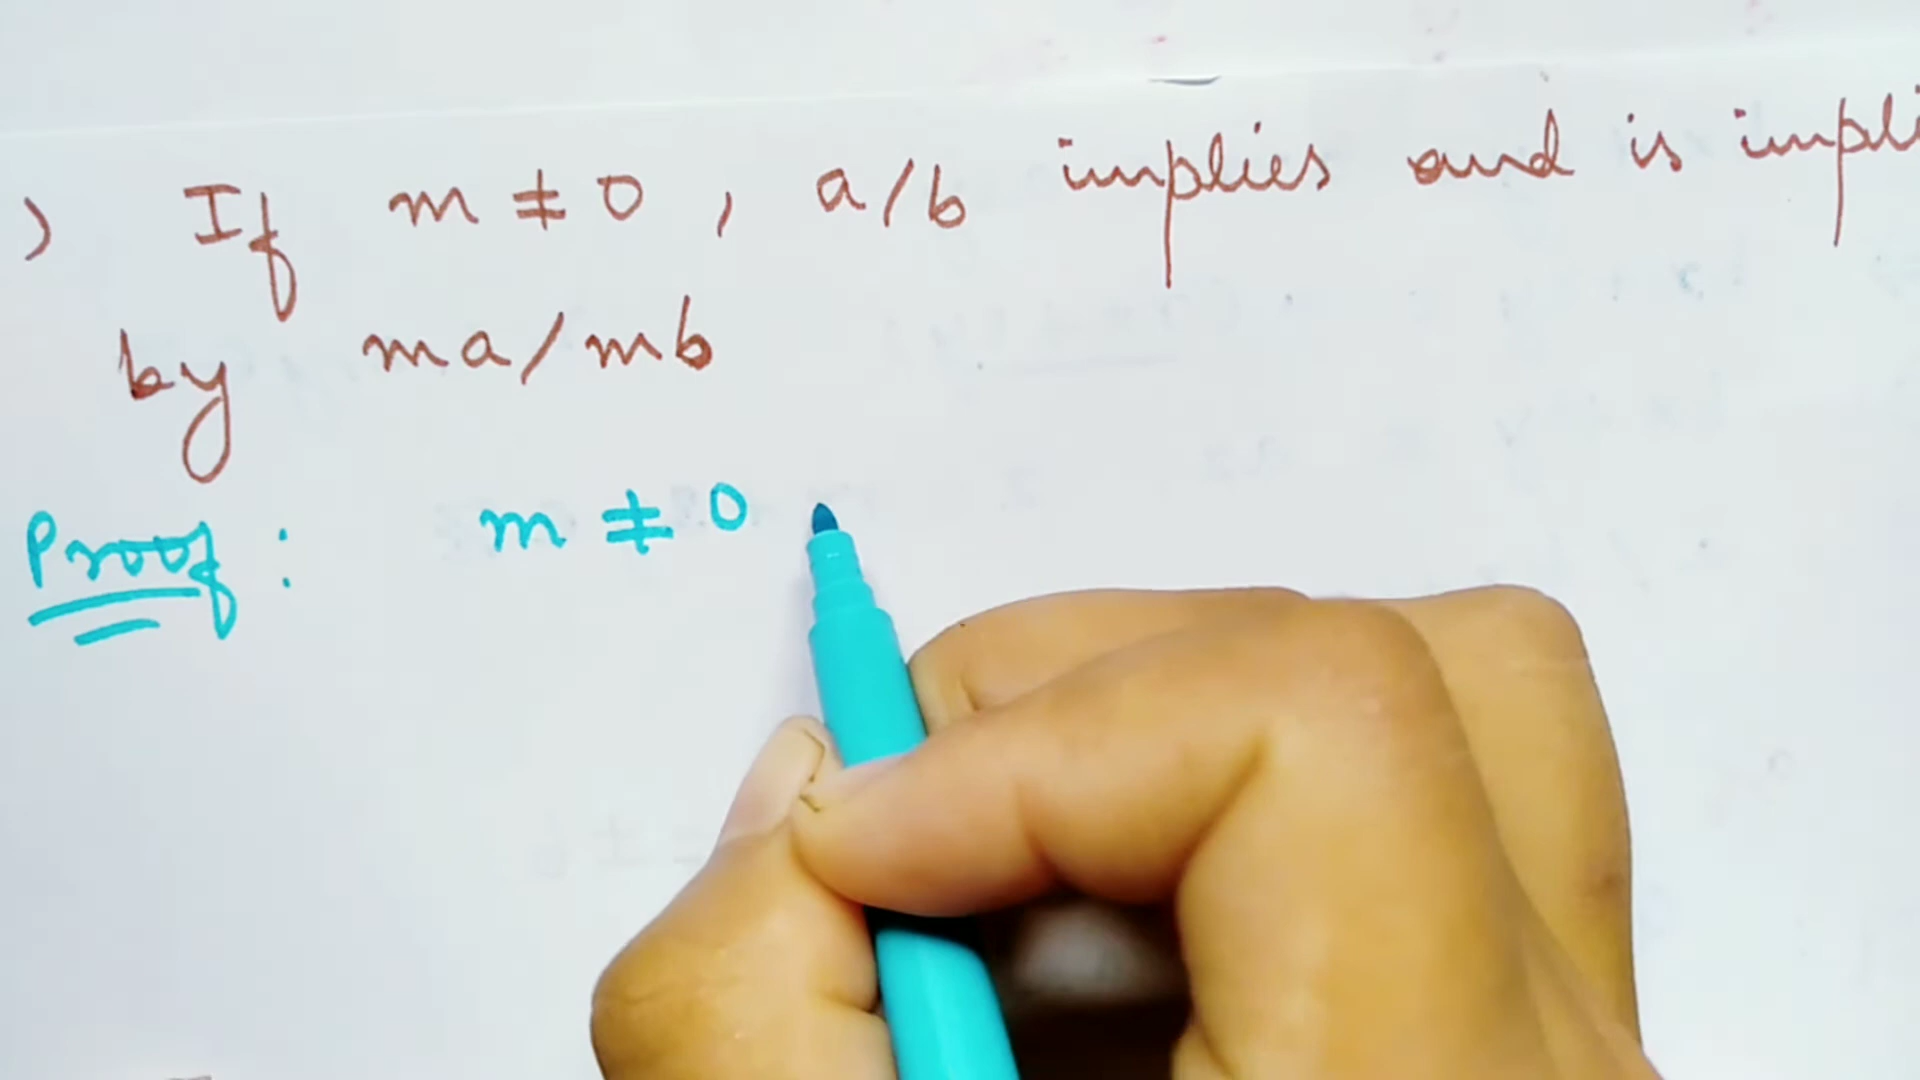 ) If m ≠ 0 , a/b implies and is impli
by ma/mb
Proof : m ≠ 0